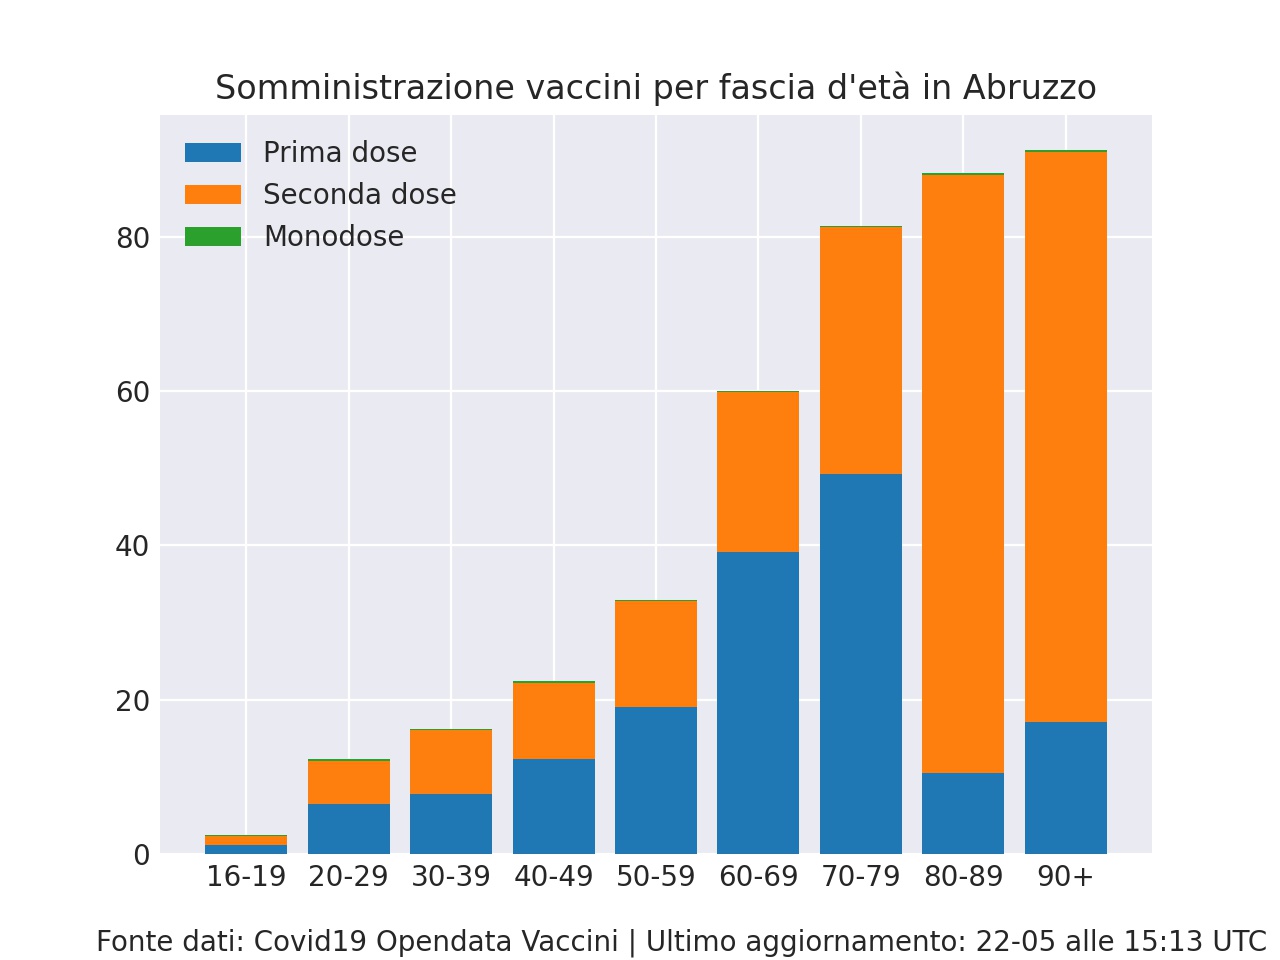 Somministrazione vaccini per fascia d'età in Abruzzo
Prima dose
Seconda dose
Monodose
80
60
40
20
0
16-19 20-29 30-39 40-49 50-59 60-69 70-79 80-89 90+
Fonte dati: Covid19 Opendata Vaccini | Ultimo aggiornamento: 22-05 alle 15:13 UTC